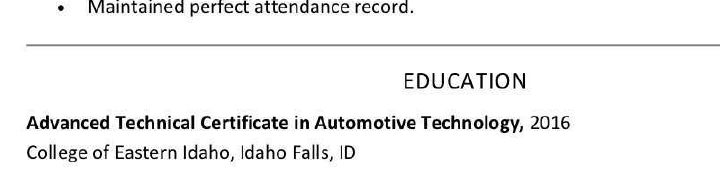 • Maintained perfect attendance record.
EDUCATION
Advanced Technical Certificate in Automotive Technology, 2016
College of Eastern Idaho, Idaho Falls, ID